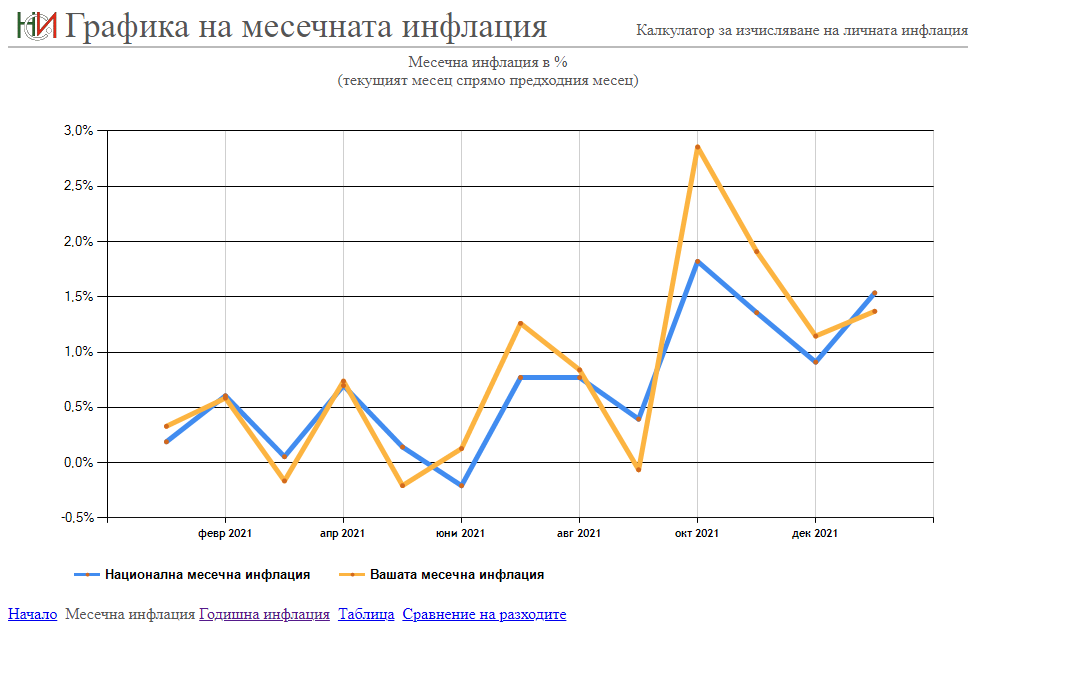 НИ Графика на месечната инфлация Калкулатор за изчисляване на личната инфлация
Месечна инфлация в %
(текущият месец спрямо предходния месец)
3,0%
2,5%
2,0%
1,5%
1,0%
0,5%
0,0%
-0,5%
февр 2021 апр 2021 юни 2021 авг 2021 окт 2021 дек 2021
Национална месечна инфлация Вашата месечна инфлация
Начало Месечна инфлация Годишна инфлация Таблица Сравнение на разходите